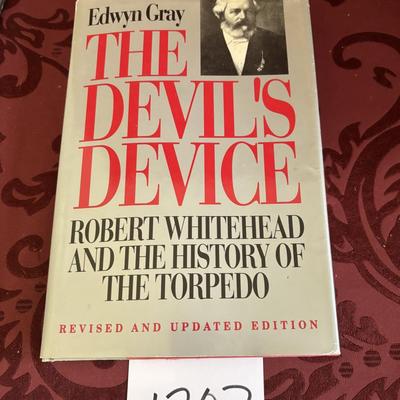 Edwyn Gray
THE
DEVIL'S
DEVICE
ROBERT WHITEHEAD
AND THE HISTORY OF
THE TORPEDO
REVISED AND UPDATED EDITION